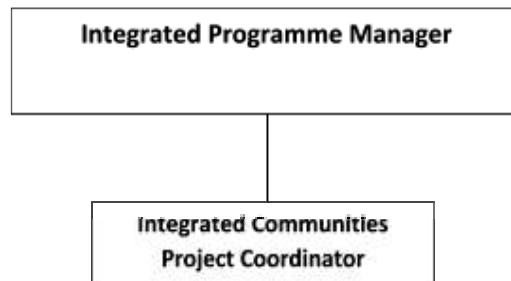 Integrated Programme Manager
Integrated Communities
Project Coordinator